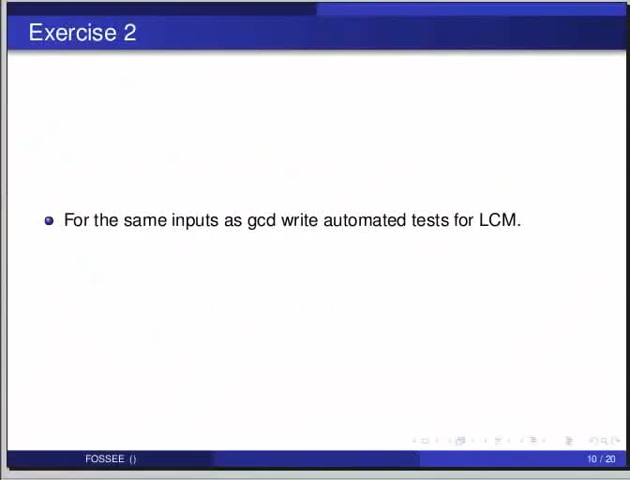 Exercise 2
For the same inputs as gcd write automated tests for LCM.
FOSSEE ()
10 / 20